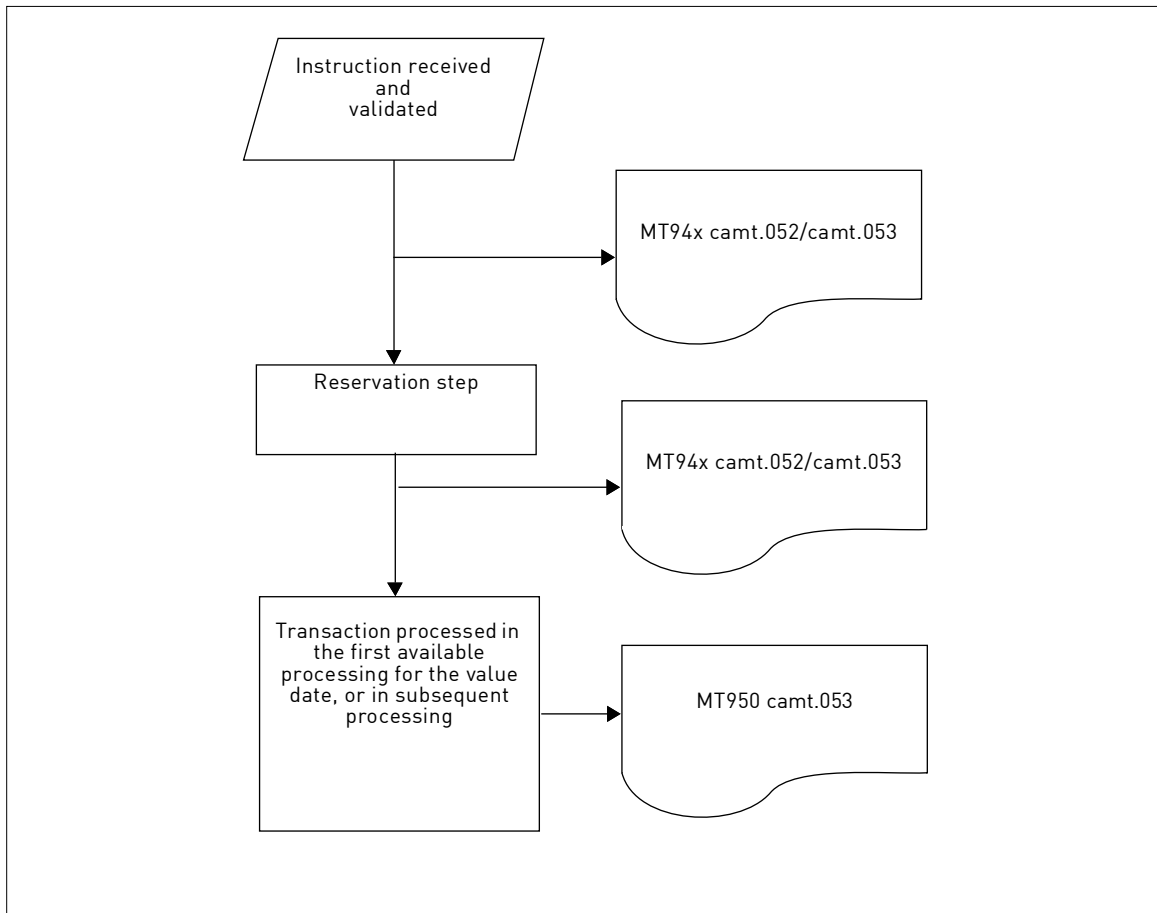 Instruction received
and
validated
MT94x camt.052/camt.053
Reservation step
MT94x camt.052/camt.053
Transaction processed in
the first available
processing for the value
date, or in subsequent
processing
MT950 camt.053